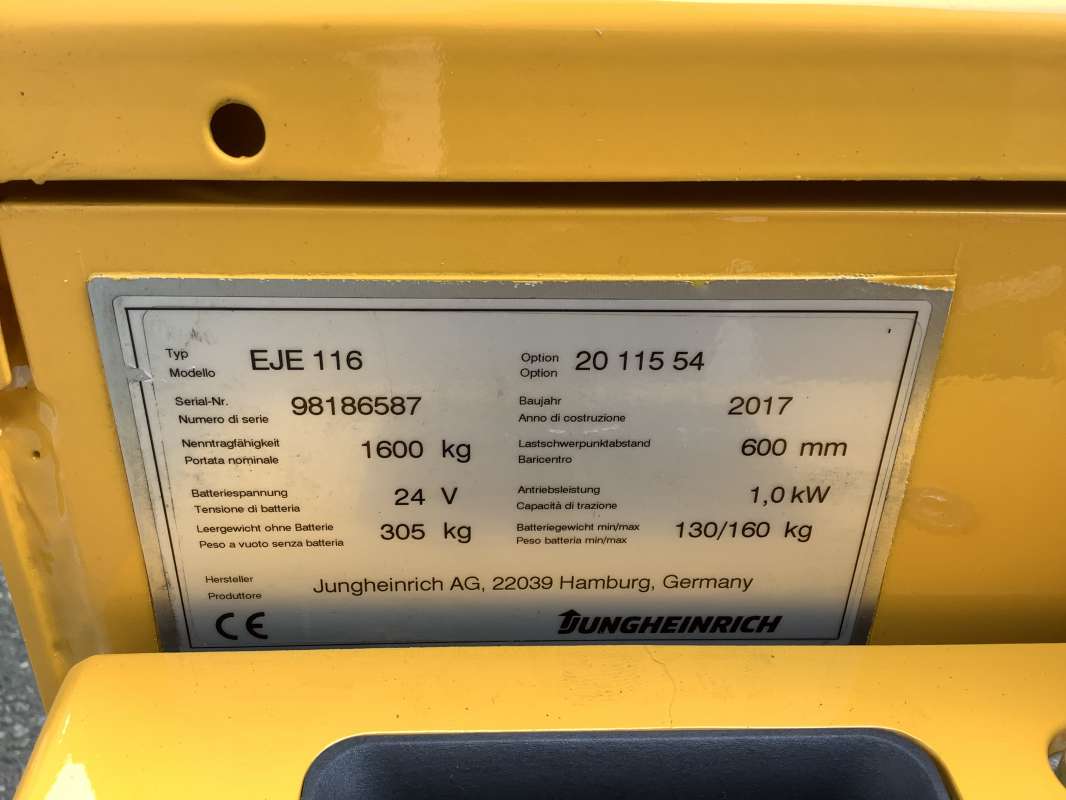 Typ EJE 116 Option 20 115 54
Modello Option
Serial-Nr. 98186587 Baujahr 2017
Numero di serie Anno di costruzione
Nenntragfähigkeit 1600 kg Lastschwerpunktabstand 600 mm
Portata nominale Baricentro
Batteriespannung 24 V Antriebsleistung 1,0 kW
Tensione di batteria Capacità di trazione
Leergewicht ohne Batterie 305 kg Batteriegewicht min/max 130/160 kg
Peso a vuoto senza batteria Peso batteria min/max
Hersteller Jungheinrich AG, 22039 Hamburg, Germany
Produttore
CE JUNGHEINRICH